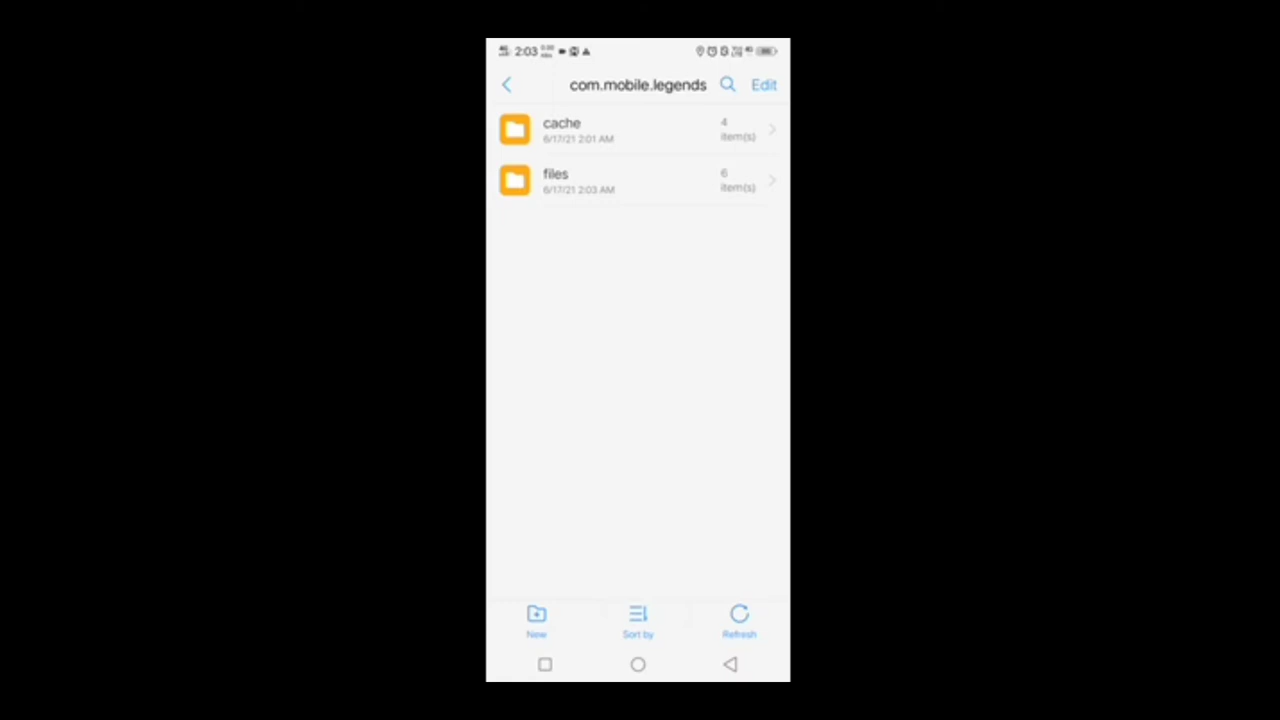 2:03
com.mobile.legends
Edit
cache
4
6/17/21 2:01 AM
item(s)
files
6
6/17/21 2:03 AM
item(s)
New
Sort by
Refresh